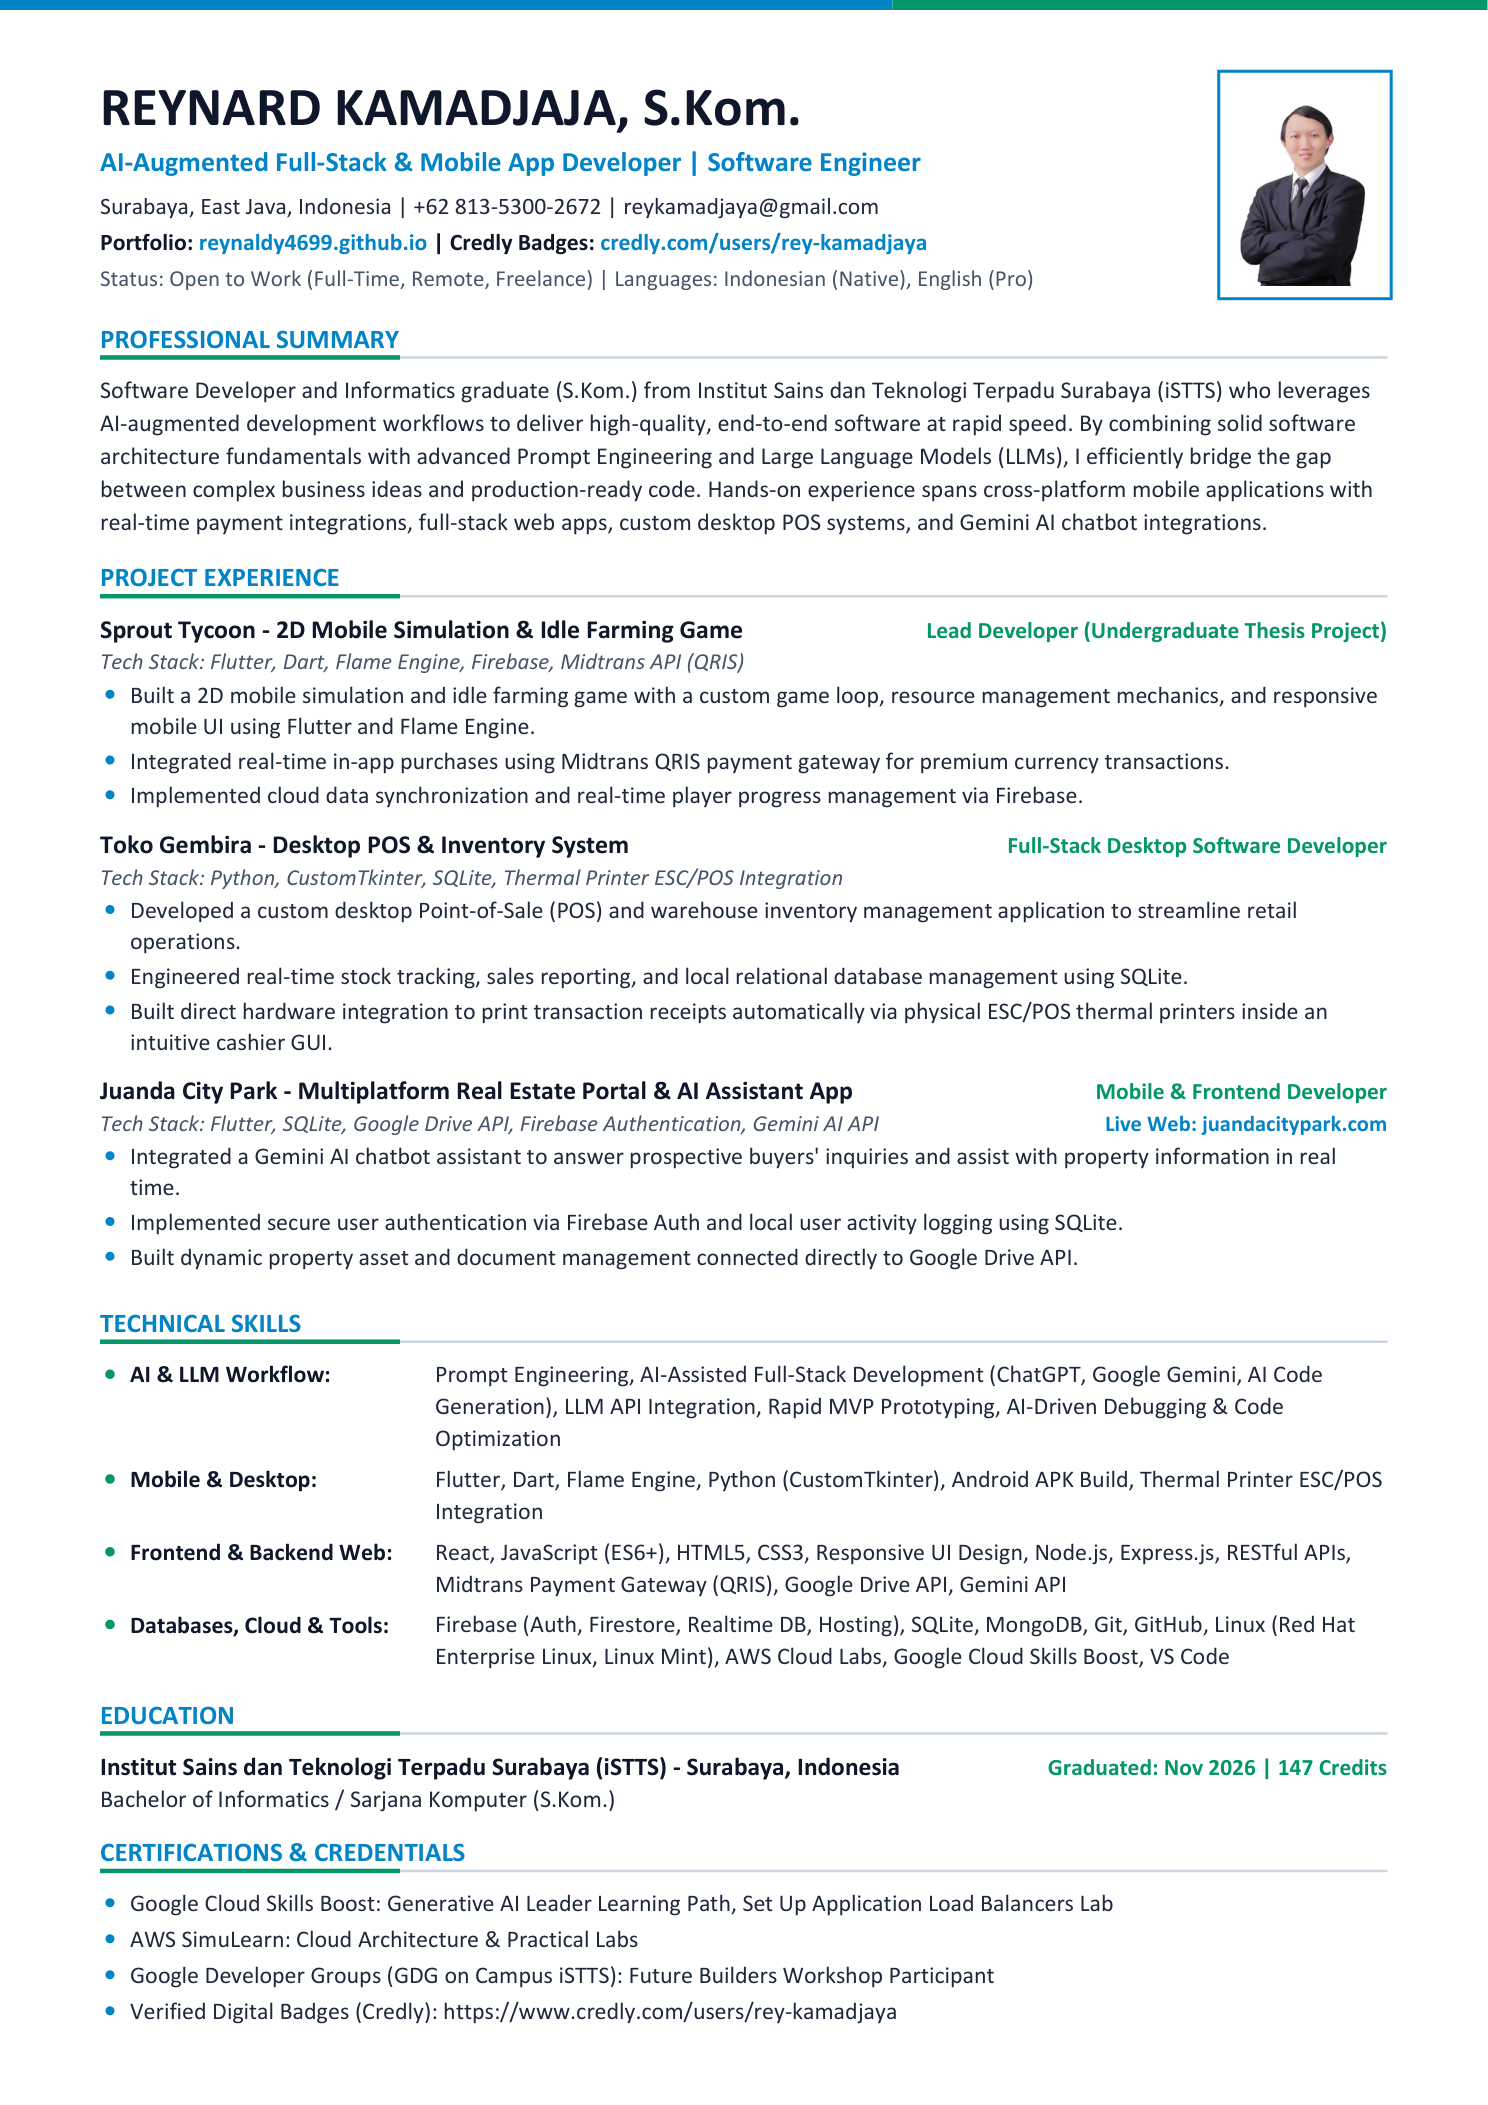 REYNARD KAMADJAJA, S.Kom.
AI-Augmented Full-Stack & Mobile App Developer | Software Engineer
Surabaya, East Java, Indonesia | +62 813-5300-2672 | reykamadjaya@gmail.com
Portfolio: reynaldy4699.github.io | Credly Badges: credly.com/users/rey-kamadjaya
Status: Open to Work (Full-Time, Remote, Freelance) | Languages: Indonesian (Native), English (Pro)
PROFESSIONAL SUMMARY
Software Developer and Informatics graduate (S.Kom.) from Institut Sains dan Teknologi Terpadu Surabaya (iSTTS) who leverages
AI-augmented development workflows to deliver high-quality, end-to-end software at rapid speed. By combining solid software
architecture fundamentals with advanced Prompt Engineering and Large Language Models (LLMs), I efficiently bridge the gap
between complex business ideas and production-ready code. Hands-on experience spans cross-platform mobile applications with
real-time payment integrations, full-stack web apps, custom desktop POS systems, and Gemini AI chatbot integrations.
PROJECT EXPERIENCE
Sprout Tycoon - 2D Mobile Simulation & Idle Farming Game Lead Developer (Undergraduate Thesis Project)
Tech Stack: Flutter, Dart, Flame Engine, Firebase, Midtrans API (QRIS)
• Built a 2D mobile simulation and idle farming game with a custom game loop, resource management mechanics, and responsive
mobile UI using Flutter and Flame Engine.
• Integrated real-time in-app purchases using Midtrans QRIS payment gateway for premium currency transactions.
• Implemented cloud data synchronization and real-time player progress management via Firebase.
Toko Gembira - Desktop POS & Inventory System Full-Stack Desktop Software Developer
Tech Stack: Python, CustomTkinter, SQLite, Thermal Printer ESC/POS Integration
• Developed a custom desktop Point-of-Sale (POS) and warehouse inventory management application to streamline retail
operations.
• Engineered real-time stock tracking, sales reporting, and local relational database management using SQLite.
• Built direct hardware integration to print transaction receipts automatically via physical ESC/POS thermal printers inside an
intuitive cashier GUI.
Juanda City Park - Multiplatform Real Estate Portal & AI Assistant App Mobile & Frontend Developer
Tech Stack: Flutter, SQLite, Google Drive API, Firebase Authentication, Gemini AI API Live Web: juandacitypark.com
• Integrated a Gemini AI chatbot assistant to answer prospective buyers' inquiries and assist with property information in real
time.
• Implemented secure user authentication via Firebase Auth and local user activity logging using SQLite.
• Built dynamic property asset and document management connected directly to Google Drive API.
TECHNICAL SKILLS
• AI & LLM Workflow: Prompt Engineering, AI-Assisted Full-Stack Development (ChatGPT, Google Gemini, AI Code
Generation), LLM API Integration, Rapid MVP Prototyping, AI-Driven Debugging & Code
Optimization
• Mobile & Desktop: Flutter, Dart, Flame Engine, Python (CustomTkinter), Android APK Build, Thermal Printer ESC/POS
Integration
• Frontend & Backend Web: React, JavaScript (ES6+), HTML5, CSS3, Responsive UI Design, Node.js, Express.js, RESTful APIs,
Midtrans Payment Gateway (QRIS), Google Drive API, Gemini API
• Databases, Cloud & Tools: Firebase (Auth, Firestore, Realtime DB, Hosting), SQLite, MongoDB, Git, GitHub, Linux (Red Hat
Enterprise Linux, Linux Mint), AWS Cloud Labs, Google Cloud Skills Boost, VS Code
EDUCATION
Institut Sains dan Teknologi Terpadu Surabaya (iSTTS) - Surabaya, Indonesia Graduated: Nov 2026 | 147 Credits
Bachelor of Informatics / Sarjana Komputer (S.Kom.)
CERTIFICATIONS & CREDENTIALS
• Google Cloud Skills Boost: Generative AI Leader Learning Path, Set Up Application Load Balancers Lab
• AWS SimuLearn: Cloud Architecture & Practical Labs
• Google Developer Groups (GDG on Campus iSTTS): Future Builders Workshop Participant
• Verified Digital Badges (Credly): https://www.credly.com/users/rey-kamadjaya